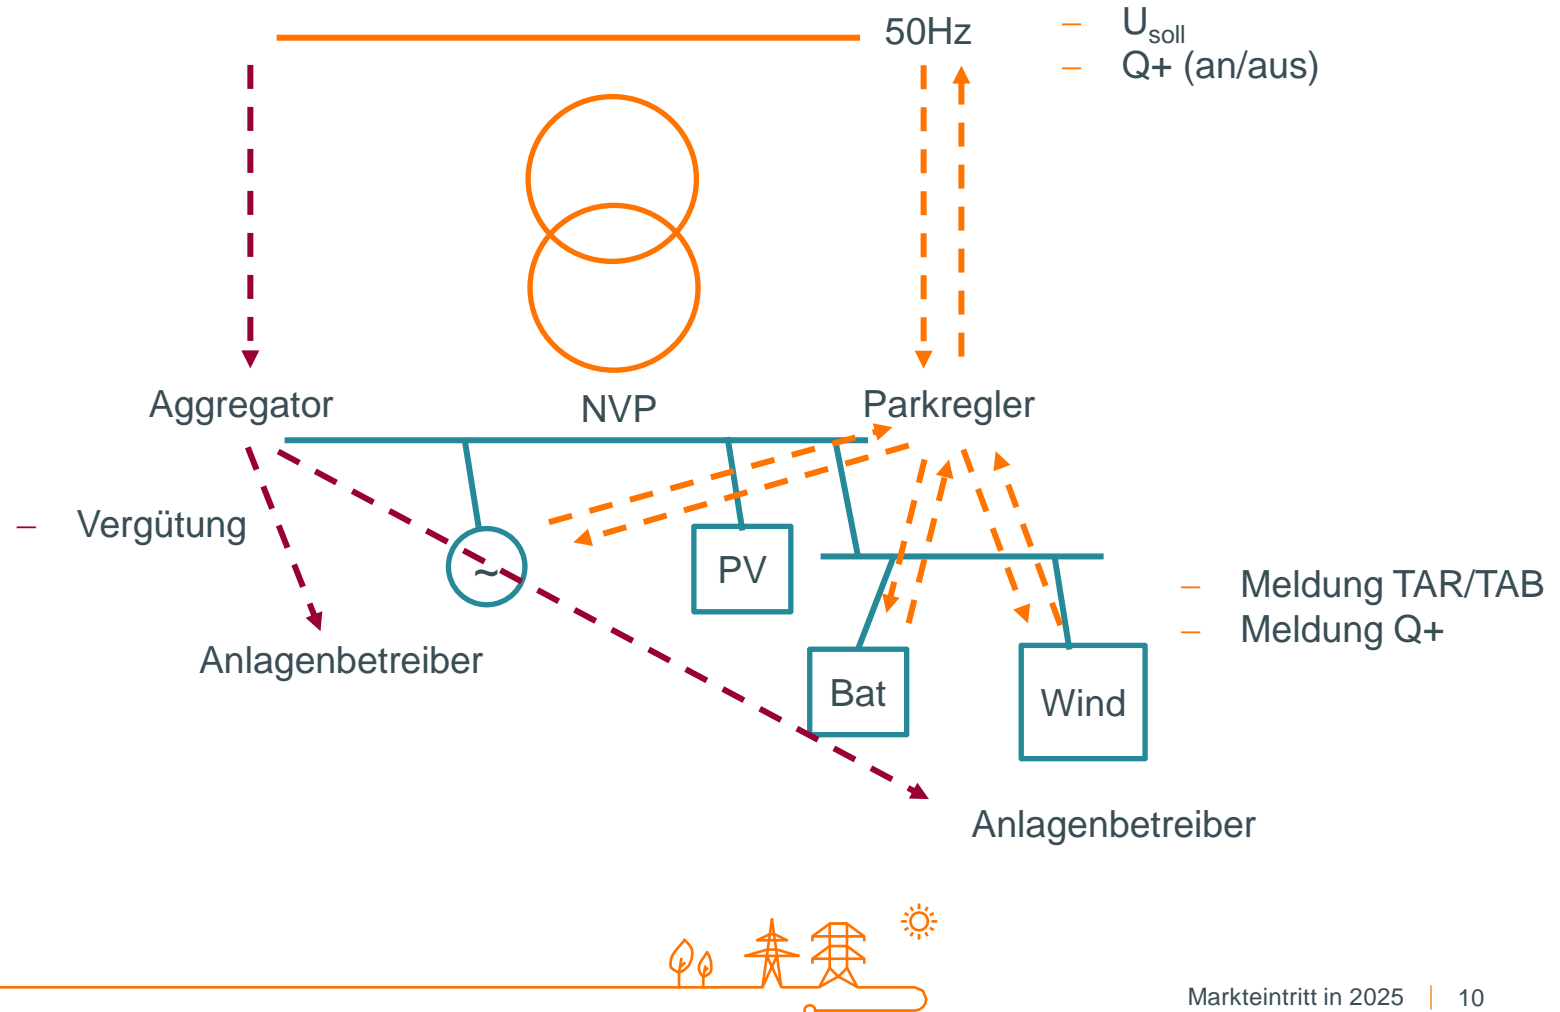 50Hz
– U_soll
– Q+ (an/aus)
Aggregator
NVP
Parkregler
– Vergütung
~
PV
– Meldung TAR/TAB
– Meldung Q+
Anlagenbetreiber
Bat
Wind
Anlagenbetreiber
Markteintritt in 2025 | 10